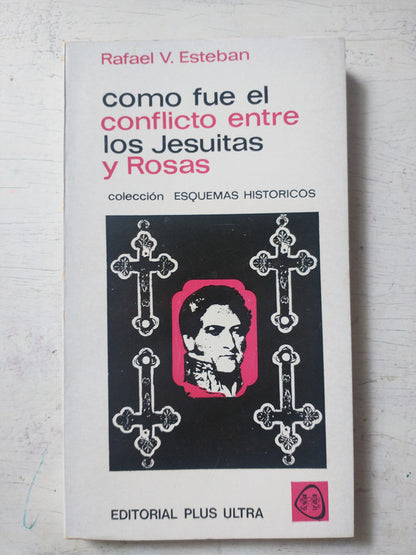 Rafael V. Esteban
como fue el
conflicto entre
los Jesuitas
y Rosas
colección ESQUEMAS HISTORICOS
EDITORIAL PLUS ULTRA